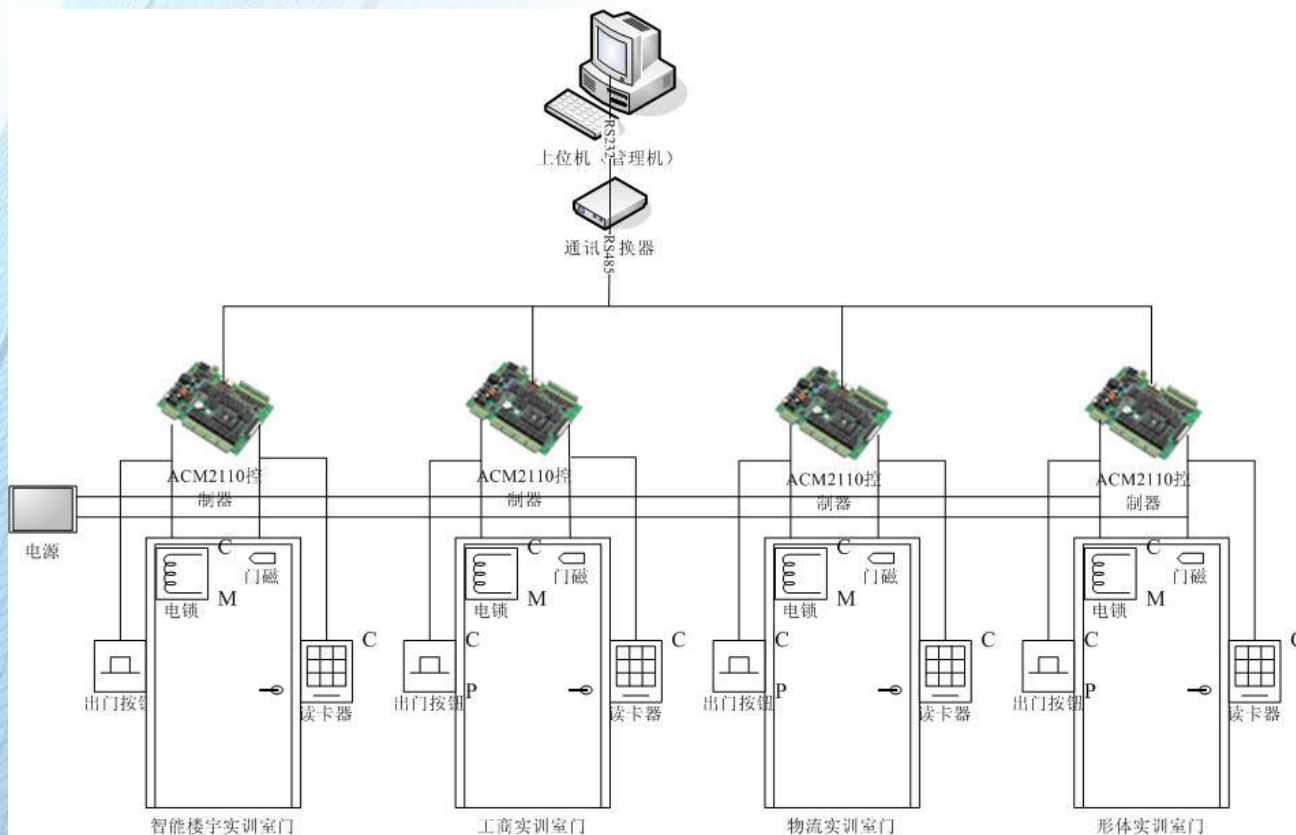 RS232
上位机（管理机）
通讯转换器
RS485
ACM2110控
制器
ACM2110控
制器
ACM2110控
制器
ACM2110控
制器
电源
C
门磁
M
电锁
C
门磁
M
电锁
C
门磁
M
电锁
C
门磁
M
电锁
出门按钮
C
读卡器
C
P
出门按钮
C
读卡器
C
P
出门按钮
C
读卡器
C
P
出门按钮
C
读卡器
智能楼宇实训室门
工商实训室门
物流实训室门
形体实训室门